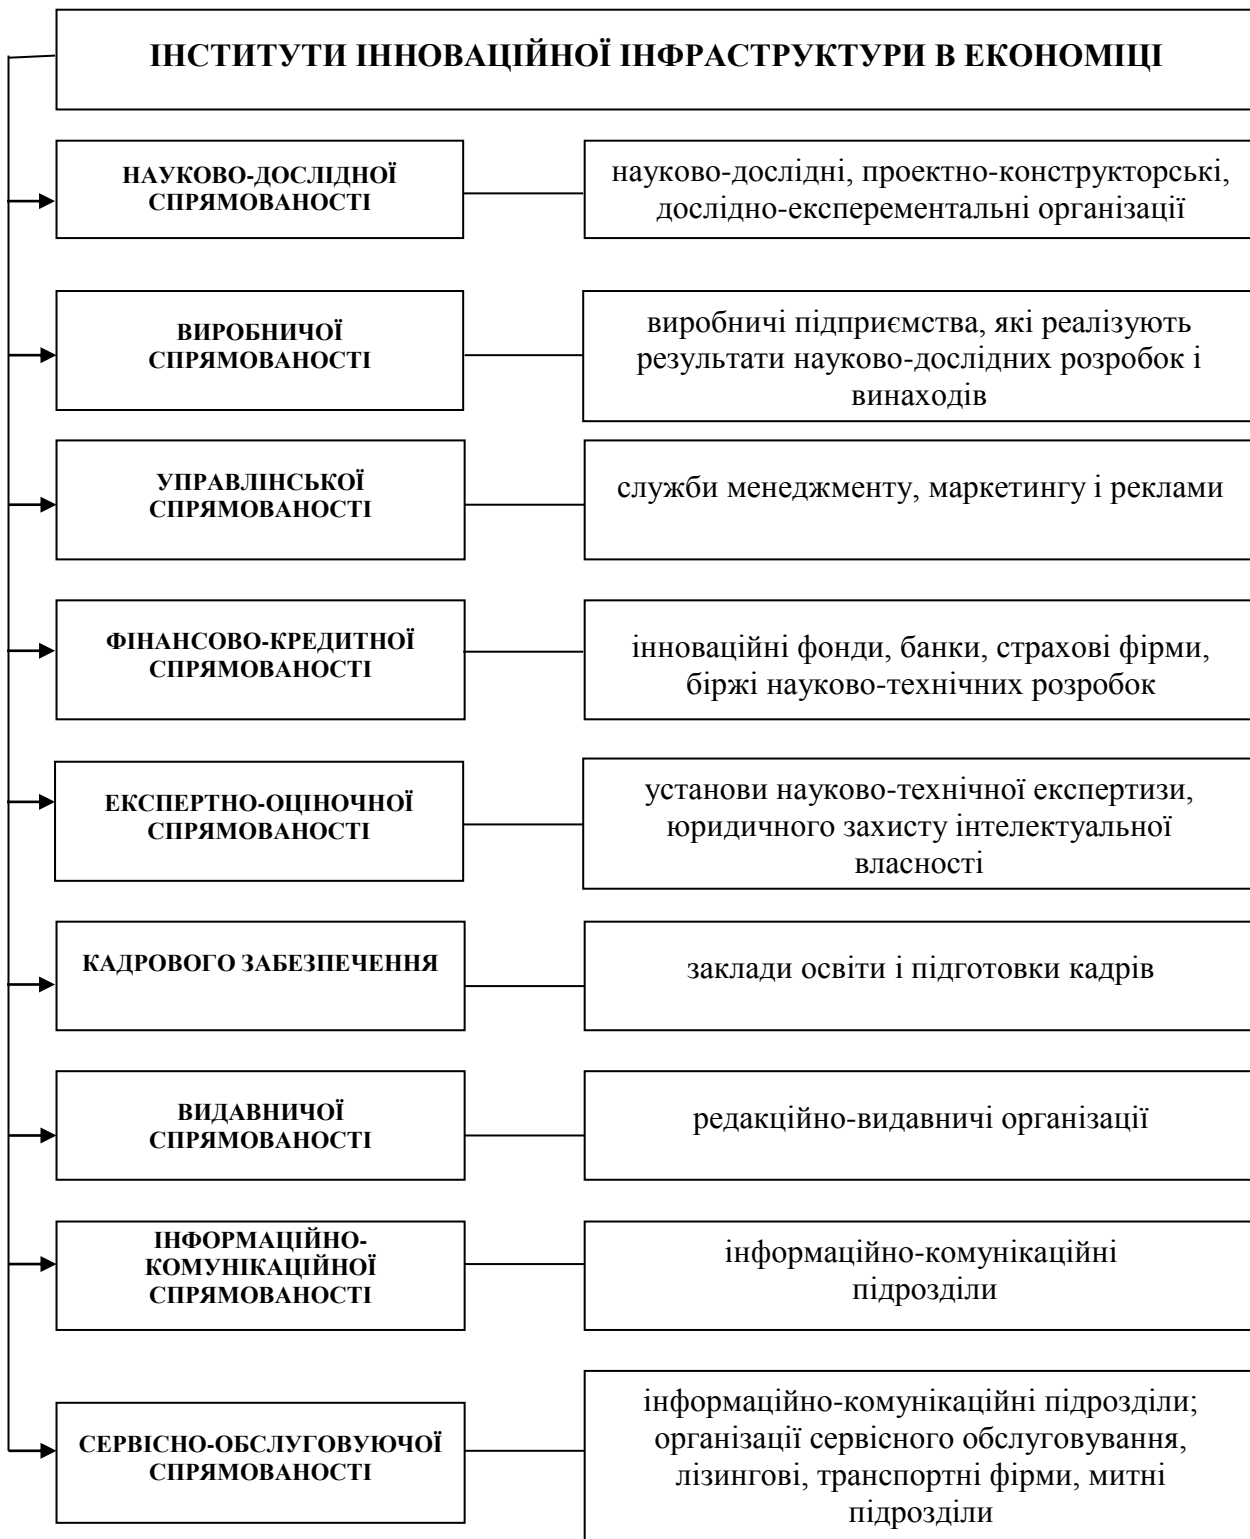 ІНСТИТУТИ ІННОВАЦІЙНОЇ ІНФРАСТРУКТУРИ В ЕКОНОМІЦІ
НАУКОВО-ДОСЛІДНОЇ
СПРЯМОВАНОСТІ
науково-дослідні, проектно-конструкторські,
дослідно-експерементальні організації
ВИРОБНИЧОЇ
СПРЯМОВАНОСТІ
виробничі підприємства, які реалізують
результати науково-дослідних розробок і
винаходів
УПРАВЛІНСЬКОЇ
СПРЯМОВАНОСТІ
служби менеджменту, маркетингу і реклами
ФІНАНСОВО-КРЕДИТНОЇ
СПРЯМОВАНОСТІ
інноваційні фонди, банки, страхові фірми,
біржі науково-технічних розробок
ЕКСПЕРТНО-ОЦІНОЧНОЇ
СПРЯМОВАНОСТІ
установи науково-технічної експертизи,
юридичного захисту інтелектуальної
власності
КАДРОВОГО ЗАБЕЗПЕЧЕННЯ
заклади освіти і підготовки кадрів
ВИДАВНИЧОЇ
СПРЯМОВАНОСТІ
редакційно-видавничі організації
ІНФОРМАЦІЙНО-
КОМУНІКАЦІЙНОЇ
СПРЯМОВАНОСТІ
інформаційно-комунікаційні
підрозділи
СЕРВІСНО-ОБСЛУГОВУЮЧОЇ
СПРЯМОВАНОСТІ
інформаційно-комунікаційні підрозділи;
організації сервісного обслуговування,
лізингові, транспортні фірми, митні
підрозділи